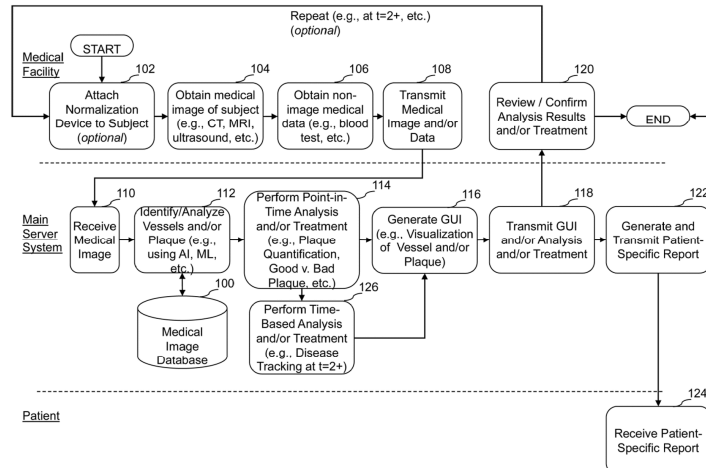 Repeat (e.g., at t=2+, etc.)
(optional)
START
Medical
Facility
102
104
106
108
120
Attach
Normalization
Device to Subject
(optional)
Obtain medical
image of subject
(e.g., CT, MRI,
ultrasound, etc.)
Obtain non-
image medical
data (e.g., blood
test, etc.)
Transmit
Medical
Image and/or
Data
Review / Confirm
Analysis Results
and/or Treatment
END
110
112
114
116
118
122
Main
Server
System
Receive
Medical
Image
Identify/Analyze
Vessels and/or
Plaque (e.g.,
using AI, ML,
etc.)
Perform Point-in-
Time Analysis
and/or Treatment
(e.g., Plaque
Quantification,
Good v. Bad
Plaque, etc.)
Generate GUI
(e.g., Visualization
of Vessel and/or
Plaque)
Transmit GUI
and/or Analysis
and/or Treatment
Generate and
Transmit Patient-
Specific Report
100
Medical
Image
Database
126
Perform Time-
Based Analysis
and/or Treatment
(e.g., Disease
Tracking at t=2+)
Patient
124
Receive Patient-
Specific Report